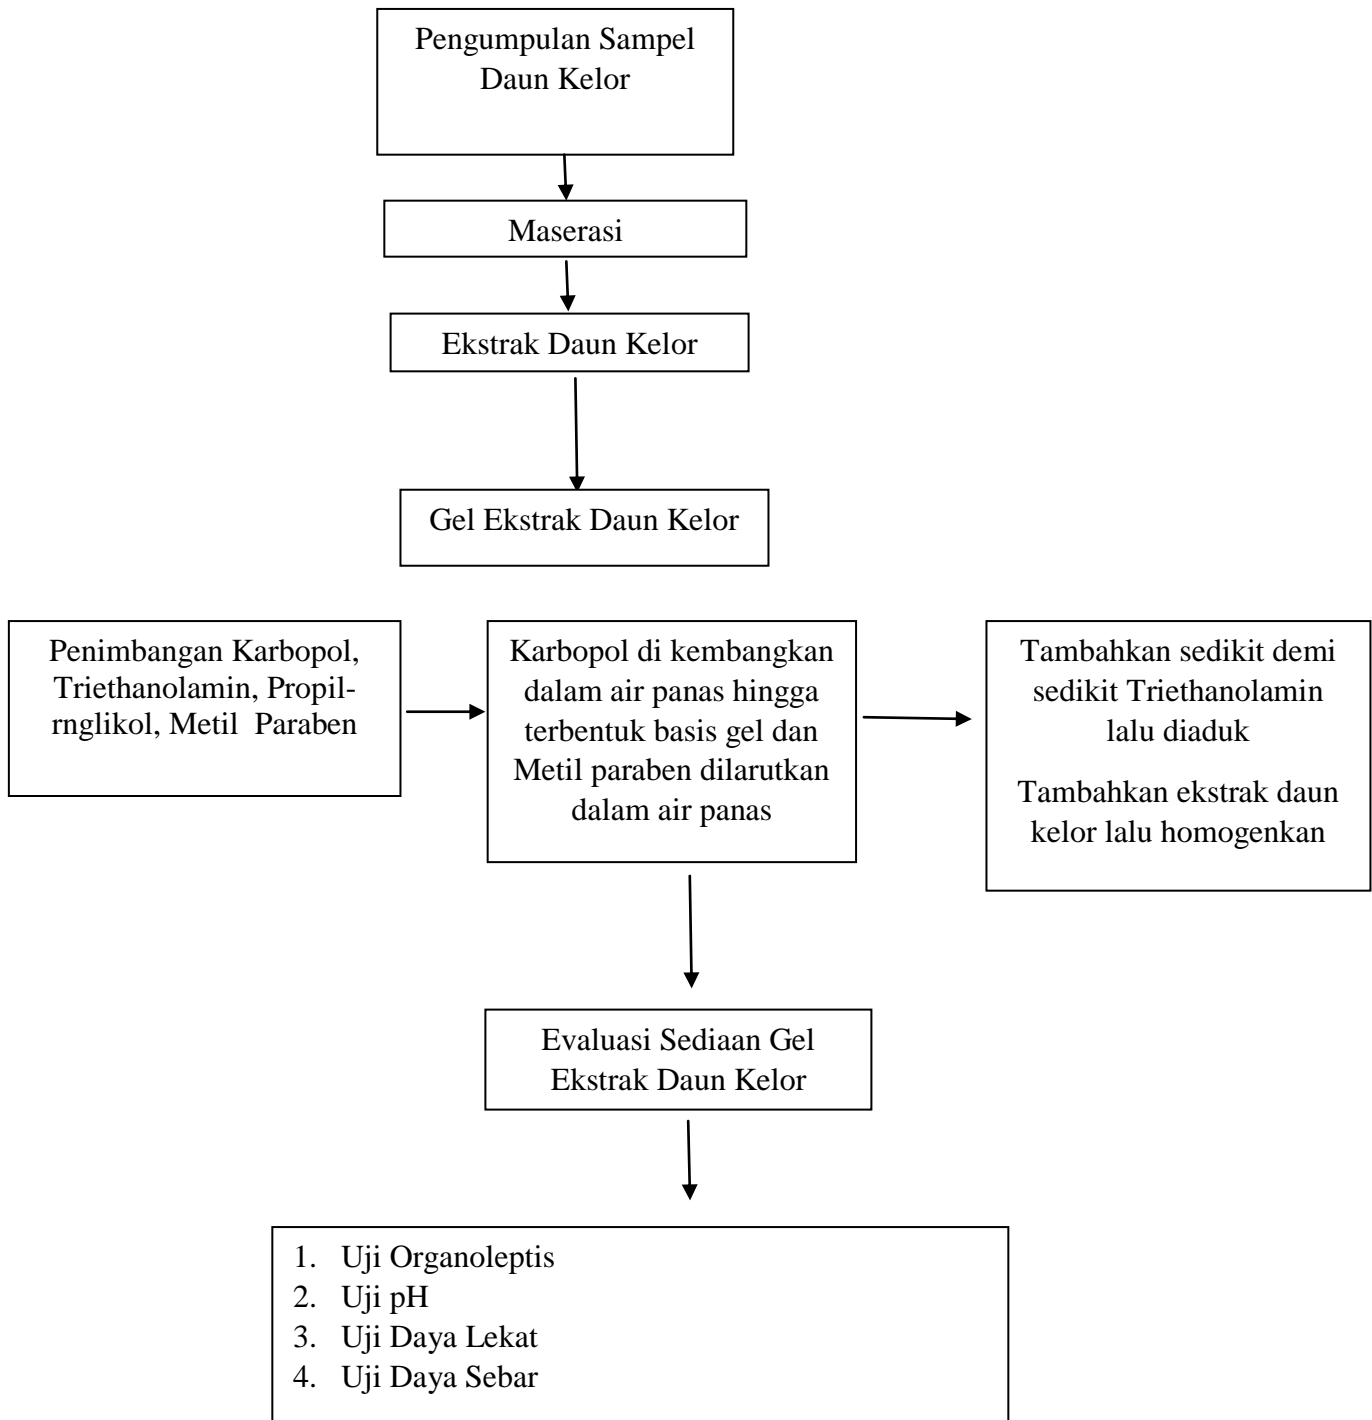 Pengumpulan Sampel
Daun Kelor
Maserasi
Ekstrak Daun Kelor
Gel Ekstrak Daun Kelor
Penimbangan Karbopol,
Triethanolamin, Propil-
rnglikol, Metil  Paraben
Karbopol di kembangkan
dalam air panas hingga
terbentuk basis gel dan
Metil paraben dilarutkan
dalam air panas
Tambahkan sedikit demi
sedikit Triethanolamin
lalu diaduk
Tambahkan ekstrak daun
kelor lalu homogenkan
Evaluasi Sediaan Gel
Ekstrak Daun Kelor
1. Uji Organoleptis
2. Uji pH
3. Uji Daya Lekat
4. Uji Daya Sebar